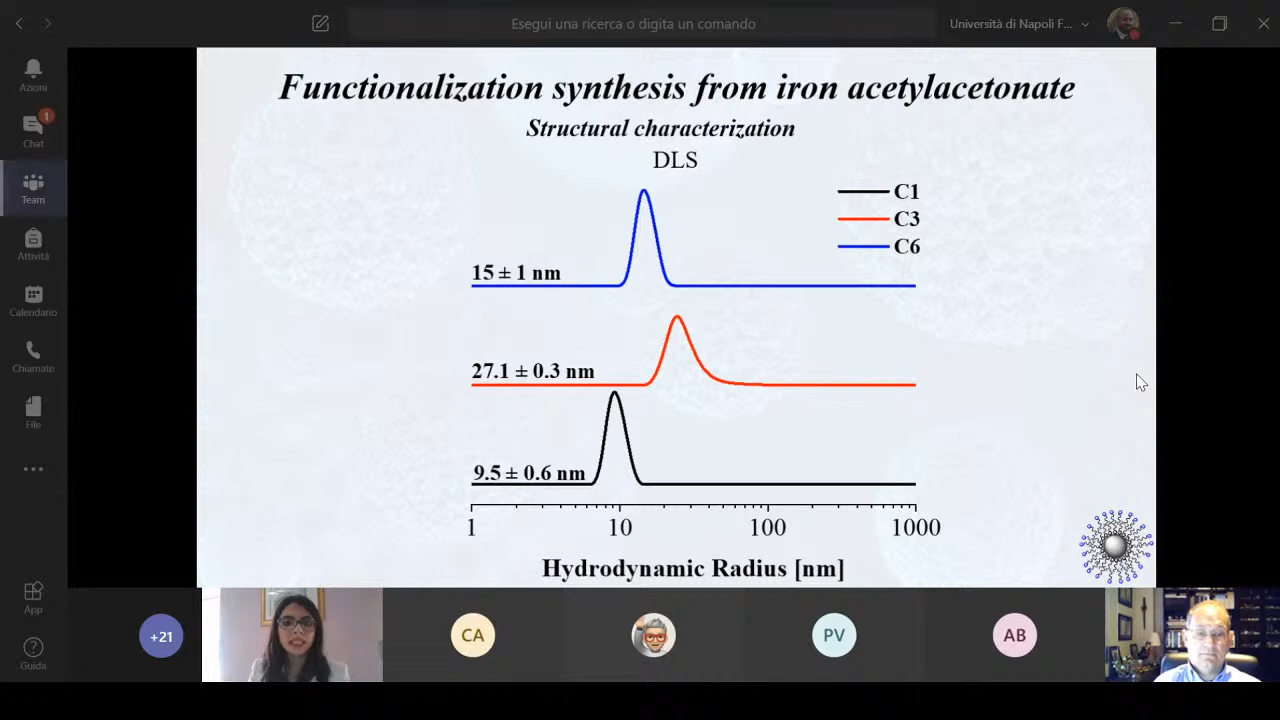 Esegui una ricerca o digita un comando
Università di Napoli F...
Azioni
1
Chat
Team
Attività
Calendario
Chiamate
File
App
Guida
Functionalization synthesis from iron acetylacetonate
Structural characterization
DLS
C1
C3
C6
15 ± 1 nm
27.1 ± 0.3 nm
9.5 ± 0.6 nm
1 10 100 1000
Hydrodynamic Radius [nm]
+21
CA
PV
AB